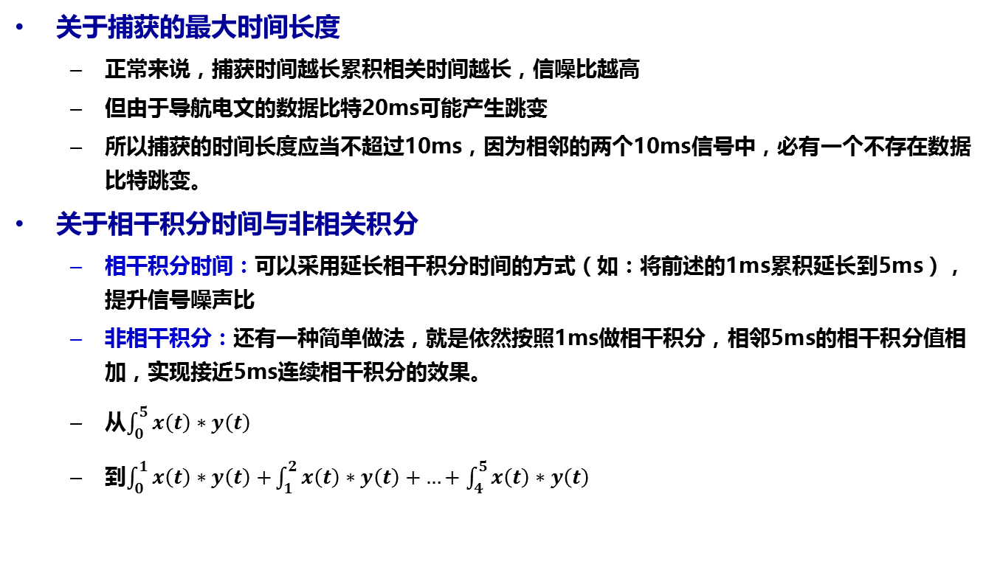 • 关于捕获的最大时间长度
– 正常来说，捕获时间越长累积相关时间越长，信噪比越高
– 但由于导航电文的数据比特20ms可能产生跳变
– 所以捕获的时间长度应当不超过10ms，因为相邻的两个10ms信号中，必有一个不存在数据
比特跳变。
• 关于相干积分时间与非相关积分
– 相干积分时间：可以采用延长相干积分时间的方式（如：将前述的1ms累积延长到5ms），
提升信号噪声比
– 非相干积分：还有一种简单做法，就是依然按照1ms做相干积分，相邻5ms的相干积分值相
加，实现接近5ms连续相干积分的效果。
– 从∫₀⁵ x(t) * y(t)
– 到∫₀¹ x(t) * y(t) + ∫₁² x(t) * y(t) + … + ∫₄⁵ x(t) * y(t)